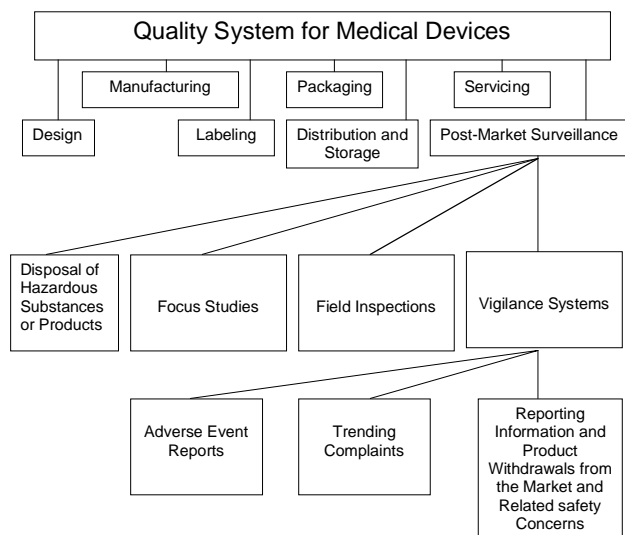 Quality System for Medical Devices
Manufacturing
Packaging
Servicing
Design
Labeling
Distribution and
Storage
Post-Market Surveillance
Disposal of
Hazardous
Substances
or Products
Focus Studies
Field Inspections
Vigilance Systems
Adverse Event
Reports
Trending
Complaints
Reporting
Information and
Product
Withdrawals from
the Market and
Related safety
Concerns